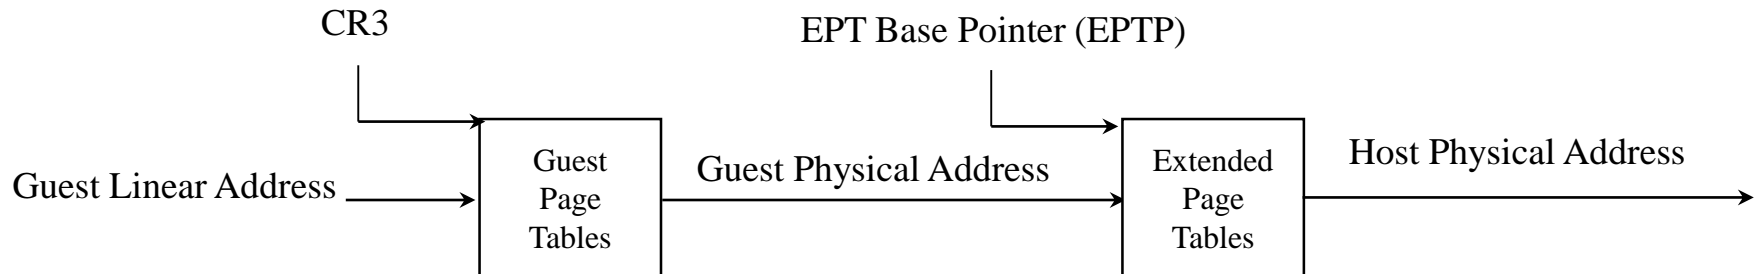 CR3
EPT Base Pointer (EPTP)
Guest Linear Address
Guest
Page
Tables
Guest Physical Address
Extended
Page
Tables
Host Physical Address